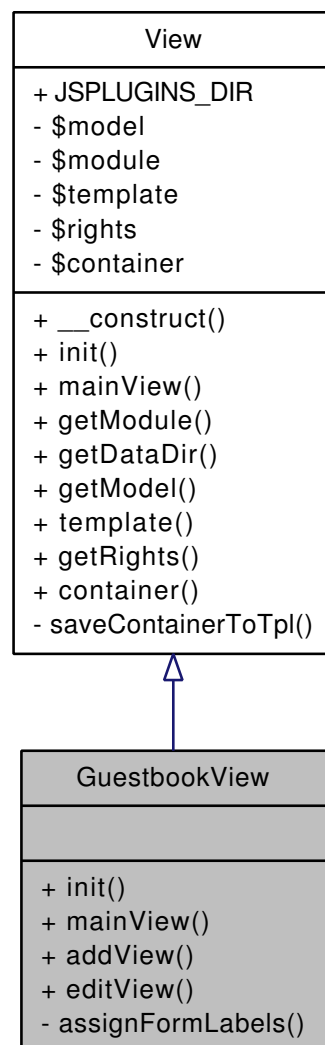 View
+ JSPLUGINS_DIR
- $model
- $module
- $template
- $rights
- $container
+ __construct()
+ init()
+ mainView()
+ getModule()
+ getDataDir()
+ getModel()
+ template()
+ getRights()
+ container()
- saveContainerToTpl()
GuestbookView
+ init()
+ mainView()
+ addView()
+ editView()
- assignFormLabels()